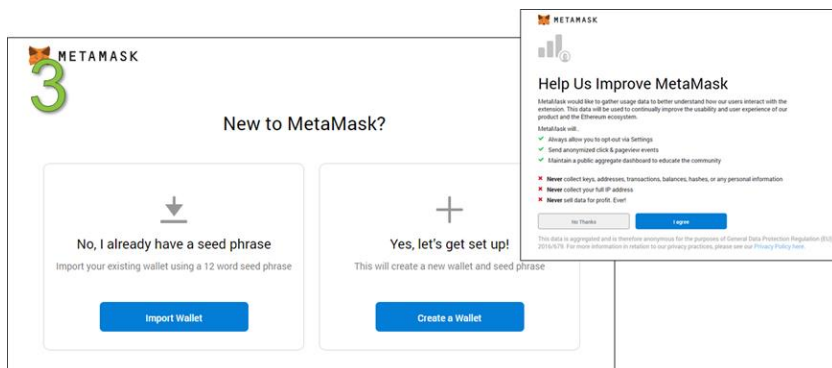 METAMASK
3
New to MetaMask?
No, I already have a seed phrase
Import your existing wallet using a 12 word seed phrase
Import Wallet
Yes, let's get set up!
This will create a new wallet and seed phrase
Create a Wallet
METAMASK
Help Us Improve MetaMask
MetaMask would like to gather usage data to better understand how our users interact with the
extension. This data will be used to continually improve the usability and user experience of our
product and the Ethereum ecosystem.
MetaMask will..
Always allow you to opt-out via Settings
Send anonymized click & pageview events
Maintain a public aggregate dashboard to educate the community
Never collect keys, addresses, transactions, balances, hashes, or any personal information
Never collect your full IP address
Never sell data for profit. Ever!
No Thanks
I agree
This data is aggregated and is therefore anonymous for the purposes of General Data Protection Regulation (EU)
2016/679. For more information in relation to our privacy practices, please see our Privacy Policy here.